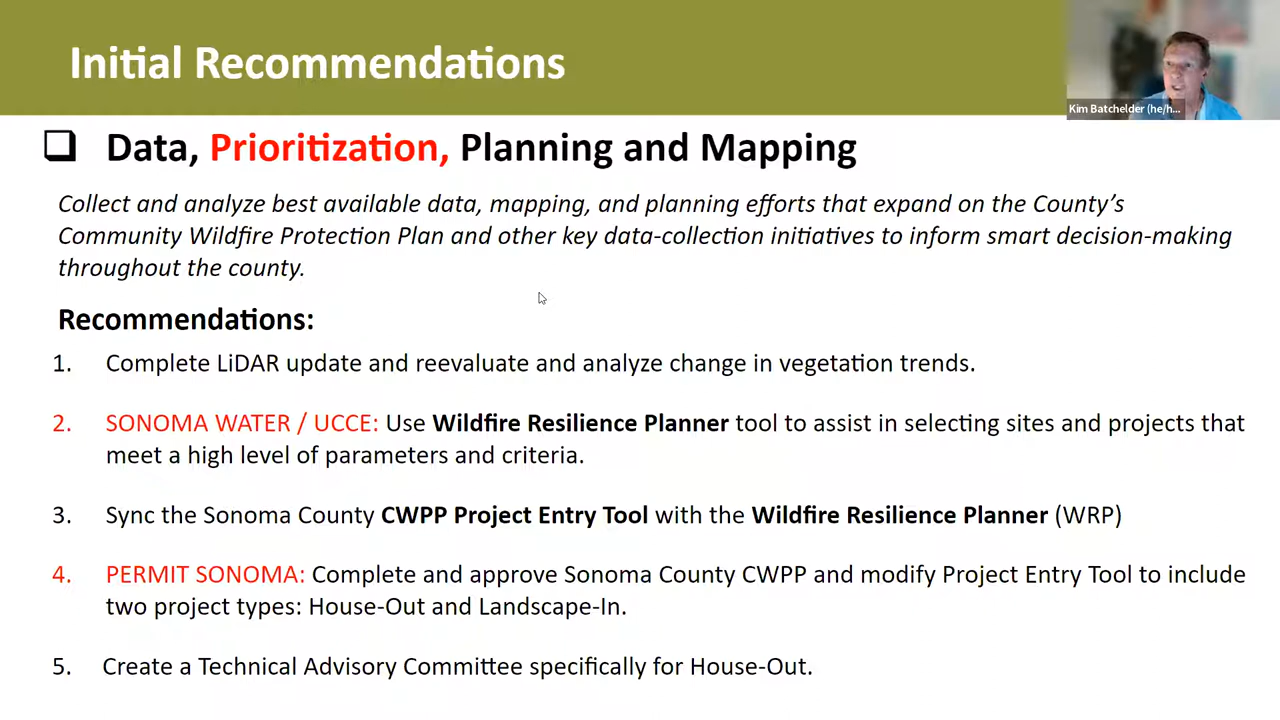 Initial Recommendations
Kim Batchelder (he/h...
Data, Prioritization, Planning and Mapping
Collect and analyze best available data, mapping, and planning efforts that expand on the County's
Community Wildfire Protection Plan and other key data-collection initiatives to inform smart decision-making
throughout the county.
Recommendations:
1. Complete LiDAR update and reevaluate and analyze change in vegetation trends.
2. SONOMA WATER / UCCE: Use Wildfire Resilience Planner tool to assist in selecting sites and projects that
meet a high level of parameters and criteria.
3. Sync the Sonoma County CWPP Project Entry Tool with the Wildfire Resilience Planner (WRP)
4. PERMIT SONOMA: Complete and approve Sonoma County CWPP and modify Project Entry Tool to include
two project types: House-Out and Landscape-In.
5. Create a Technical Advisory Committee specifically for House-Out.